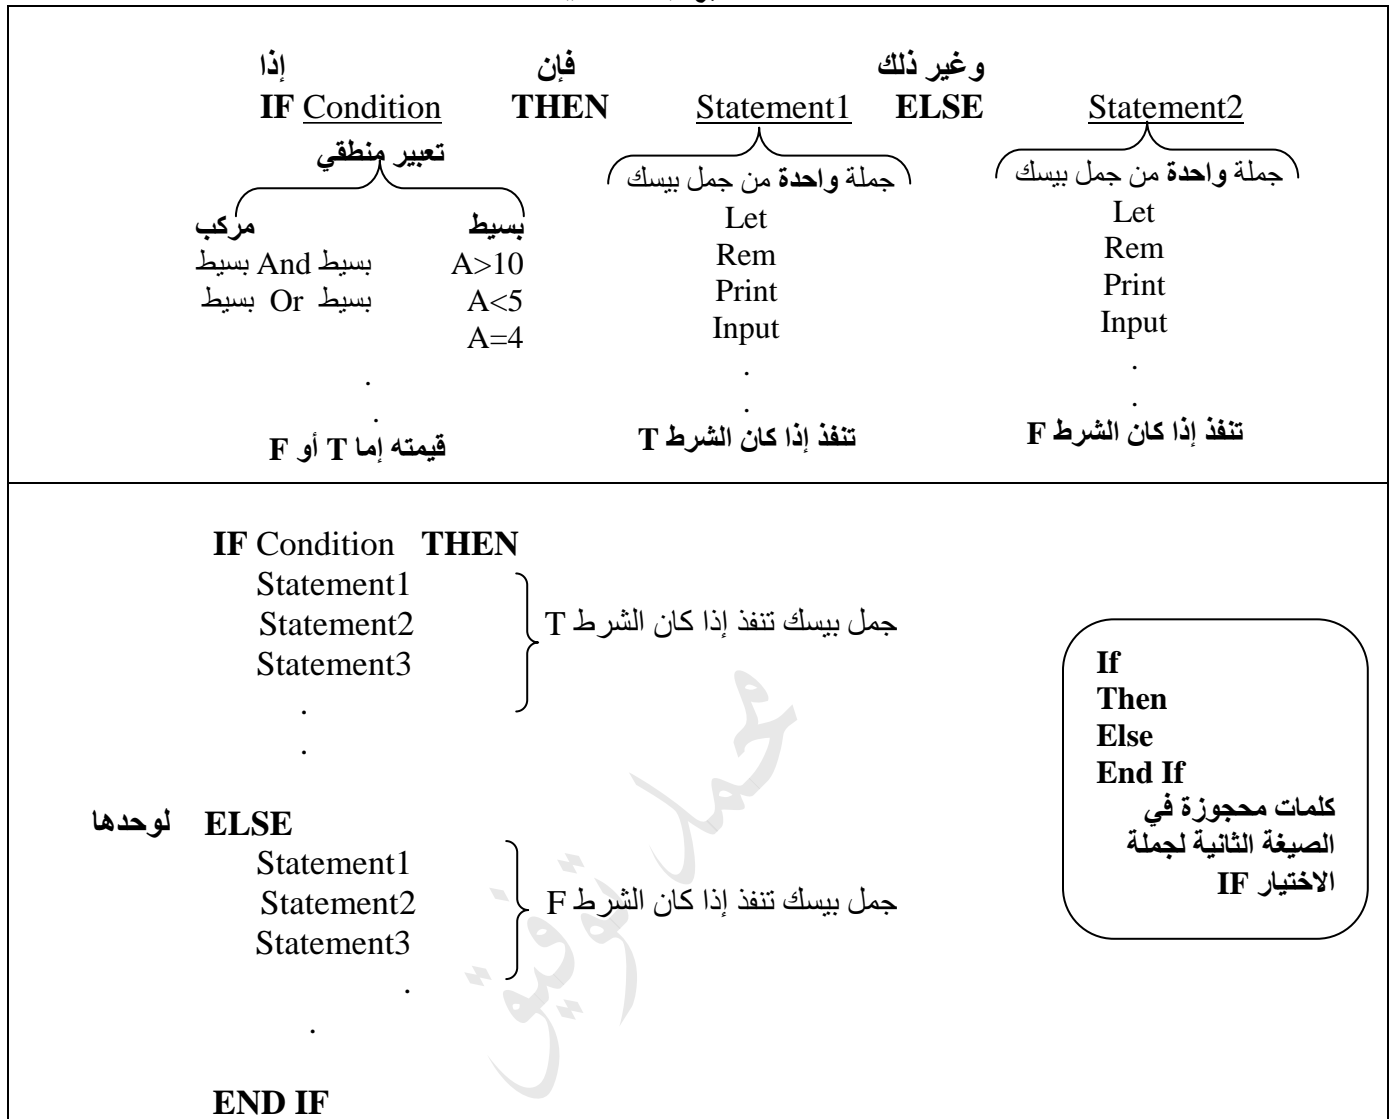 إذا فإن وغير ذلك
IF Condition THEN Statement1 ELSE Statement2
تعبير منطقي
جملة واحدة من جمل بيسك
جملة واحدة من جمل بيسك
بسيط مركب
A>10 بسيط And بسيط
A<5 بسيط Or بسيط
A=4
.
.
قيمته إما T أو F
Let
Rem
Print
Input
.
.
تنفذ إذا كان الشرط T
Let
Rem
Print
Input
.
.
تنفذ إذا كان الشرط F
IF Condition THEN
Statement1
Statement2
Statement3
.
.
جمل بيسك تنفذ إذا كان الشرط T
ELSE لوحدها
Statement1
Statement2
Statement3
.
.
جمل بيسك تنفذ إذا كان الشرط F
END IF
If
Then
Else
End If
كلمات محجوزة في
الصيغة الثانية لجملة
الاختيار IF
محمد توفيق